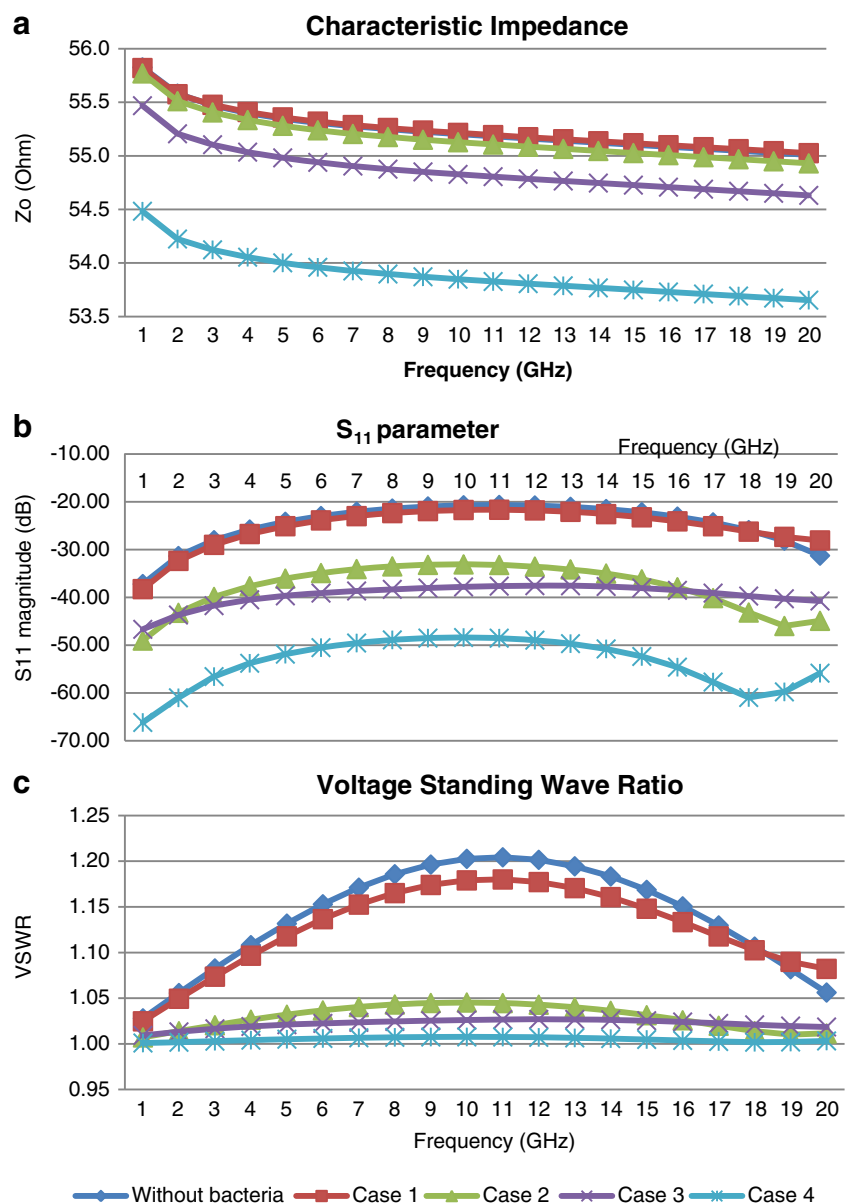 a
Characteristic Impedance
56.0
55.5
55.0
54.5
54.0
53.5
Zo (Ohm)
1 2 3 4 5 6 7 8 9 10 11 12 13 14 15 16 17 18 19 20
Frequency (GHz)
b
S11 parameter
Frequency (GHz)
-10.00
1 2 3 4 5 6 7 8 9 10 11 12 13 14 15 16 17 18 19 20
-20.00
-30.00
-40.00
-50.00
-60.00
-70.00
S11 magnitude (dB)
c
Voltage Standing Wave Ratio
1.25
1.20
1.15
1.10
1.05
1.00
0.95
VSWR
1 2 3 4 5 6 7 8 9 10 11 12 13 14 15 16 17 18 19 20
Frequency (GHz)
Without bacteria Case 1 Case 2 Case 3 Case 4